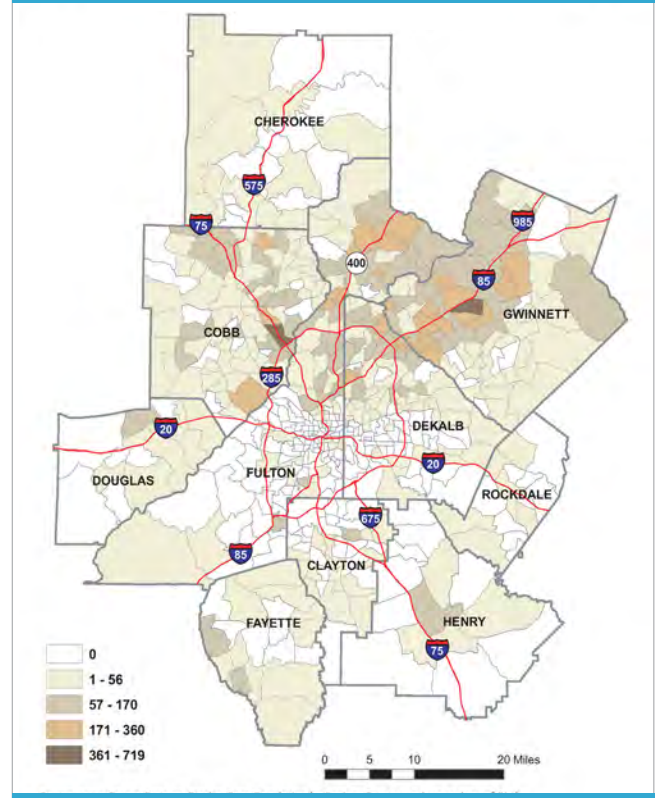 CHEROKEE
575
75
985
400
85
GWINNETT
COBB
285
DEKALB
20
20
DOUGLAS
FULTON
ROCKDALE
675
85
CLAYTON
FAYETTE
HENRY
75
0
1 - 56
57 - 170
171 - 360
361 - 719
0 5 10 20 Miles